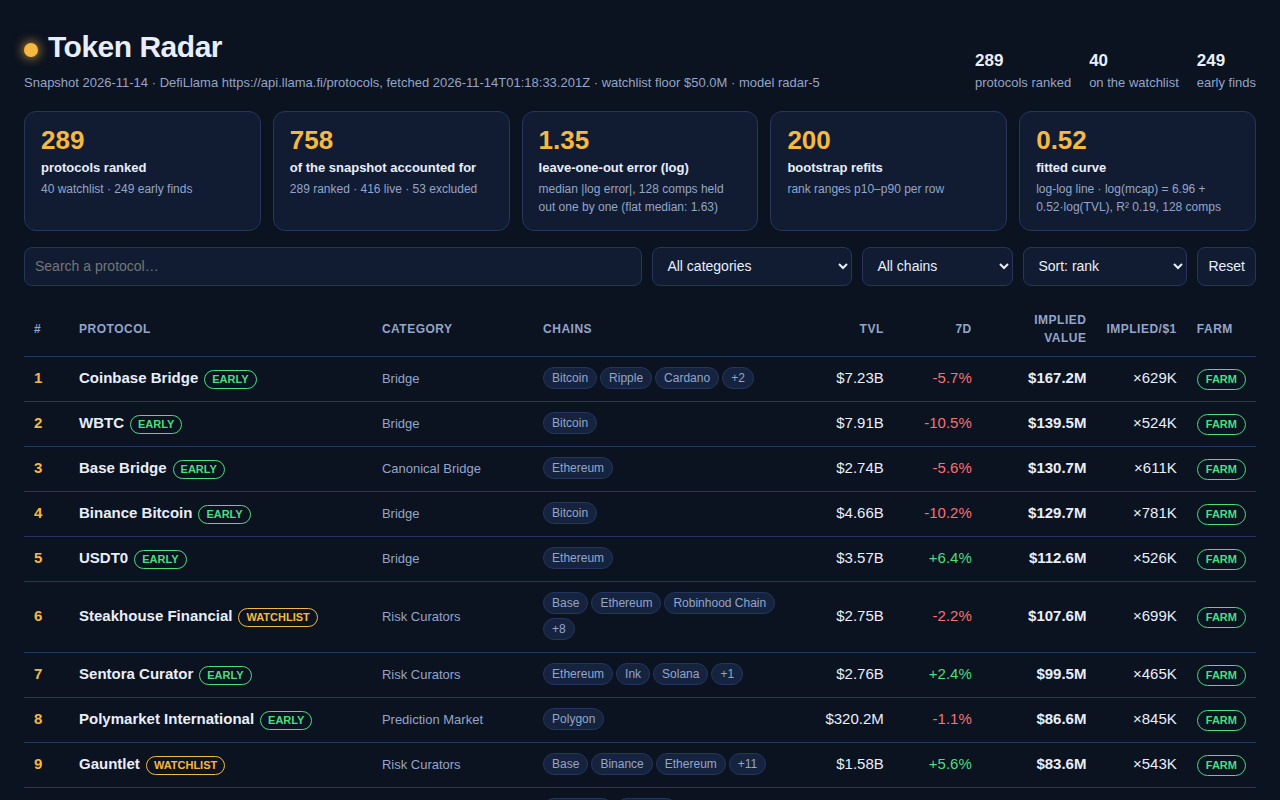 Token Radar
Snapshot 2026-11-14 · DefiLlama https://api.llama.fi/protocols, fetched 2026-11-14T01:18:33.201Z · watchlist floor $50.0M · model radar-5
289 40 249
protocols ranked on the watchlist early finds
289
protocols ranked
40 watchlist · 249 early finds
758
of the snapshot accounted for
289 ranked · 416 live · 53 excluded
1.35
leave-one-out error (log)
median |log error|, 128 comps held
out one by one (flat median: 1.63)
200
bootstrap refits
rank ranges p10–p90 per row
0.52
fitted curve
log-log line · log(mcap) = 6.96 +
0.52·log(TVL), R² 0.19, 128 comps
Search a protocol… All categories All chains Sort: rank Reset
# PROTOCOL CATEGORY CHAINS TVL 7D IMPLIED VALUE IMPLIED/$1 FARM
1 Coinbase Bridge EARLY Bridge Bitcoin Ripple Cardano +2 $7.23B -5.7% $167.2M ×629K FARM
2 WBTC EARLY Bridge Bitcoin $7.91B -10.5% $139.5M ×524K FARM
3 Base Bridge EARLY Canonical Bridge Ethereum $2.74B -5.6% $130.7M ×611K FARM
4 Binance Bitcoin EARLY Bridge Bitcoin $4.66B -10.2% $129.7M ×781K FARM
5 USDT0 EARLY Bridge Ethereum $3.57B +6.4% $112.6M ×526K FARM
6 Steakhouse Financial WATCHLIST Risk Curators Base Ethereum Robinhood Chain +8 $2.75B -2.2% $107.6M ×699K FARM
7 Sentora Curator EARLY Risk Curators Ethereum Ink Solana +1 $2.76B +2.4% $99.5M ×465K FARM
8 Polymarket International EARLY Prediction Market Polygon $320.2M -1.1% $86.6M ×845K FARM
9 Gauntlet WATCHLIST Risk Curators Base Binance Ethereum +11 $1.58B +5.6% $83.6M ×543K FARM